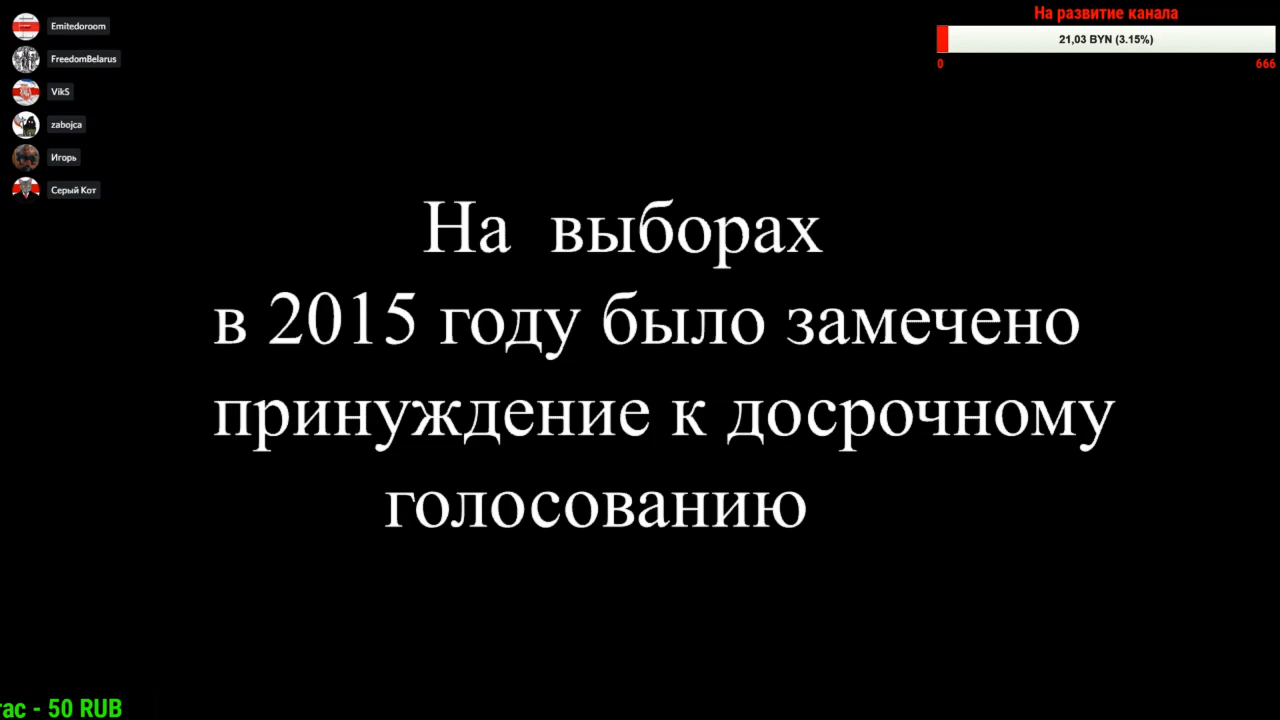 Emitedoroom
FreedomBelarus
VikS
zabojca
Игорь
Серый Кот
На развитие канала
21,03 BYN (3.15%)
0
666
На выборах
в 2015 году было замечено
принуждение к досрочному
голосованию
- 50 RUB